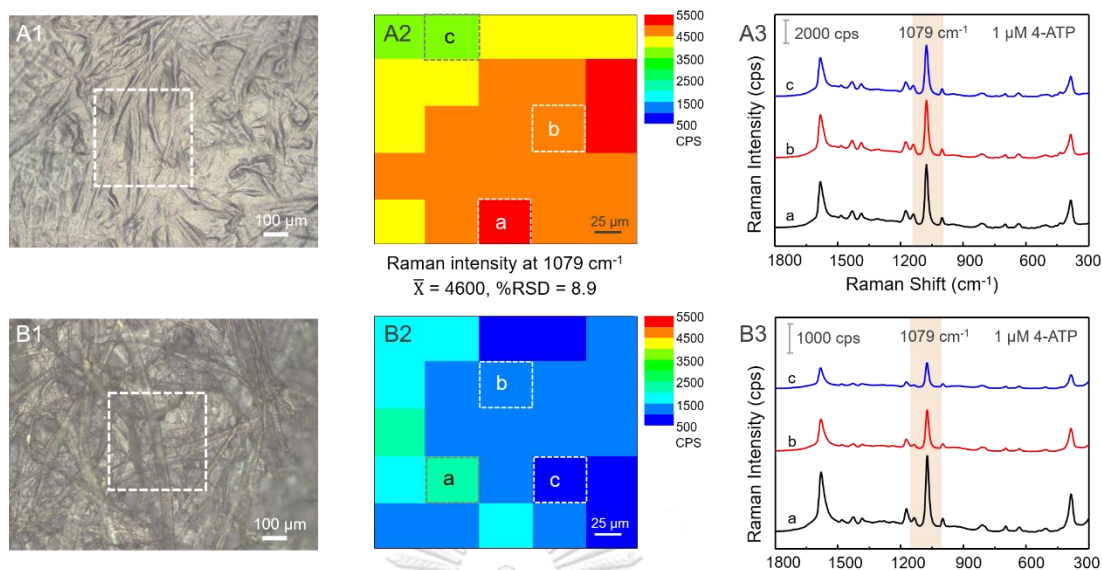 A1
100 µm
A2
c
b
a
25 µm
5500
4500
3500
2500
1500
500
CPS
Raman intensity at 1079 cm⁻¹
X̅ = 4600, %RSD = 8.9
A3
2000 cps
1079 cm⁻¹
1 µM 4-ATP
c
b
a
Raman Intensity (cps)
1800 1500 1200 900 600 300
Raman Shift (cm⁻¹)
B1
100 µm
B2
b
a
c
25 µm
5500
4500
3500
2500
1500
500
CPS
B3
1000 cps
1079 cm⁻¹
1 µM 4-ATP
c
b
a
Raman Intensity (cps)
1800 1500 1200 900 600 300